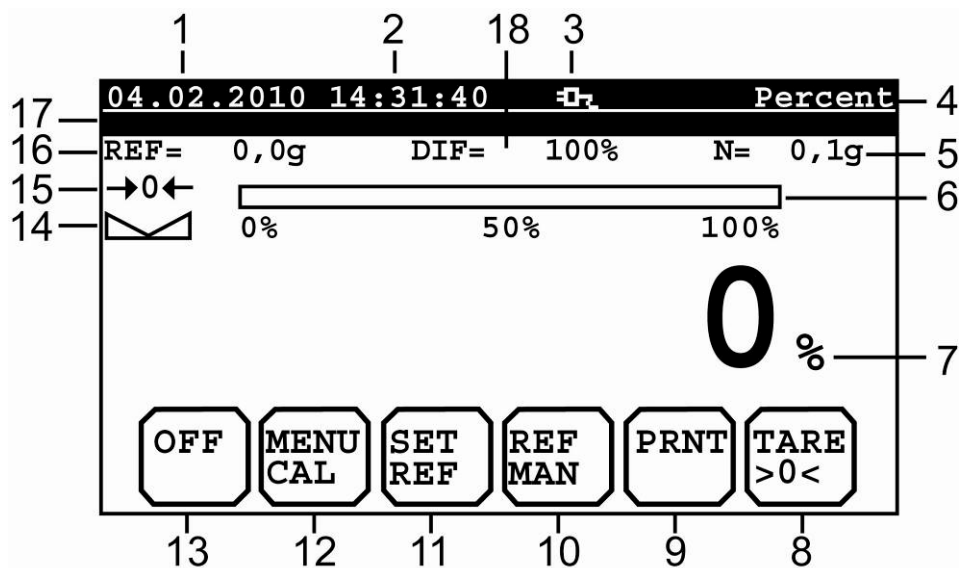 1 2 18 3
04.02.2010 14:31:40 Percent 4
17
16 REF= 0,0g DIF= 100% N= 0,1g 5
15 →0← 6
14 0% 50% 100%
0 % 7
OFF MENU SET REF PRNT TARE
CAL REF MAN >0<
13 12 11 10 9 8